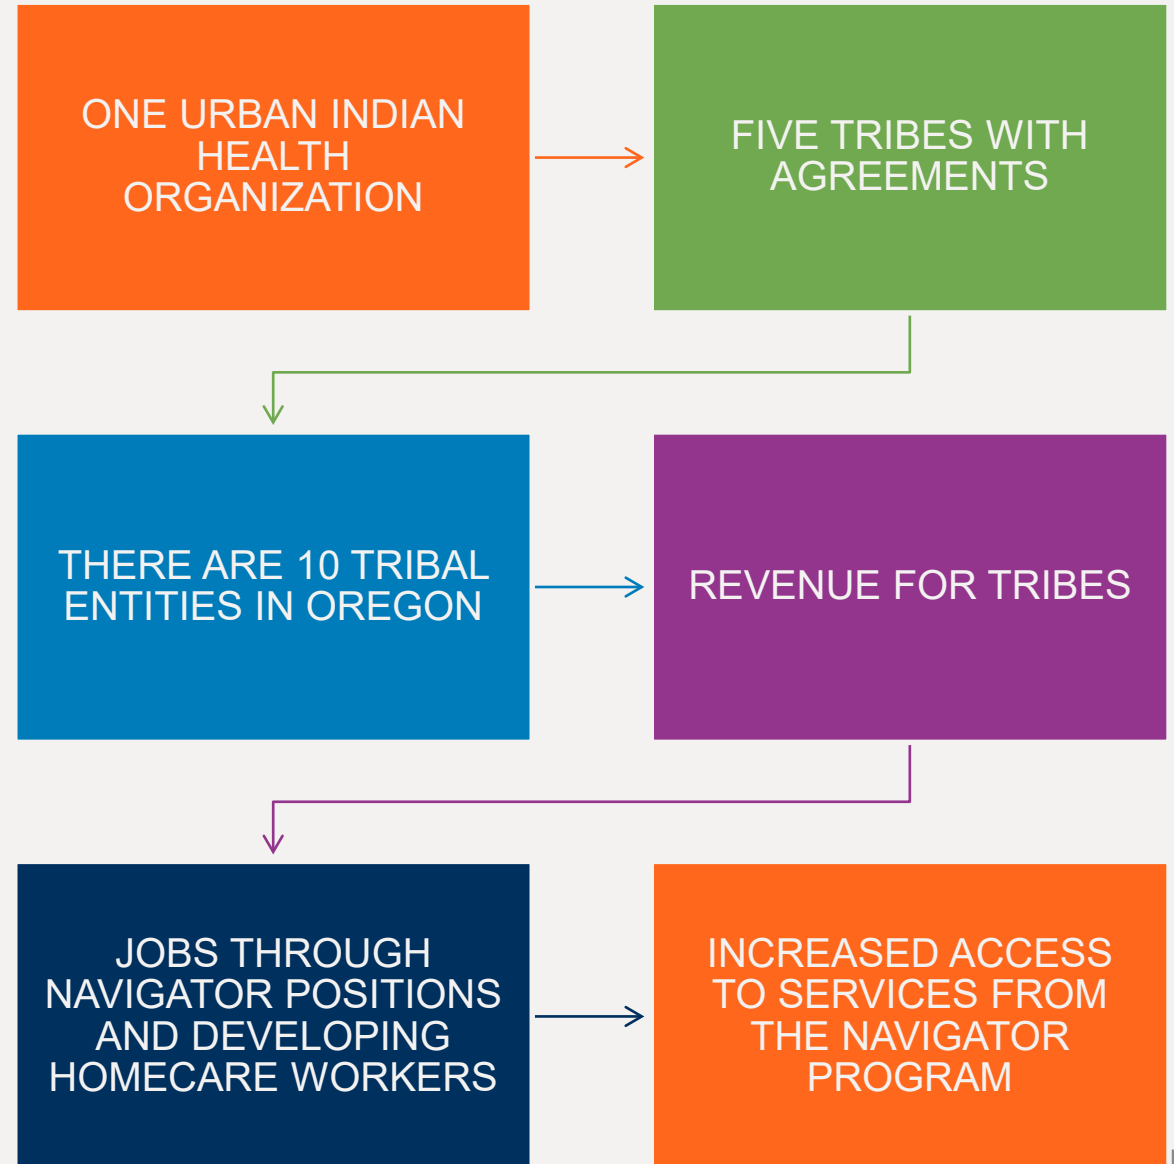 ONE URBAN INDIAN
HEALTH
ORGANIZATION
FIVE TRIBES WITH
AGREEMENTS
THERE ARE 10 TRIBAL
ENTITIES IN OREGON
REVENUE FOR TRIBES
JOBS THROUGH
NAVIGATOR POSITIONS
AND DEVELOPING
HOMECARE WORKERS
INCREASED ACCESS
TO SERVICES FROM
THE NAVIGATOR
PROGRAM